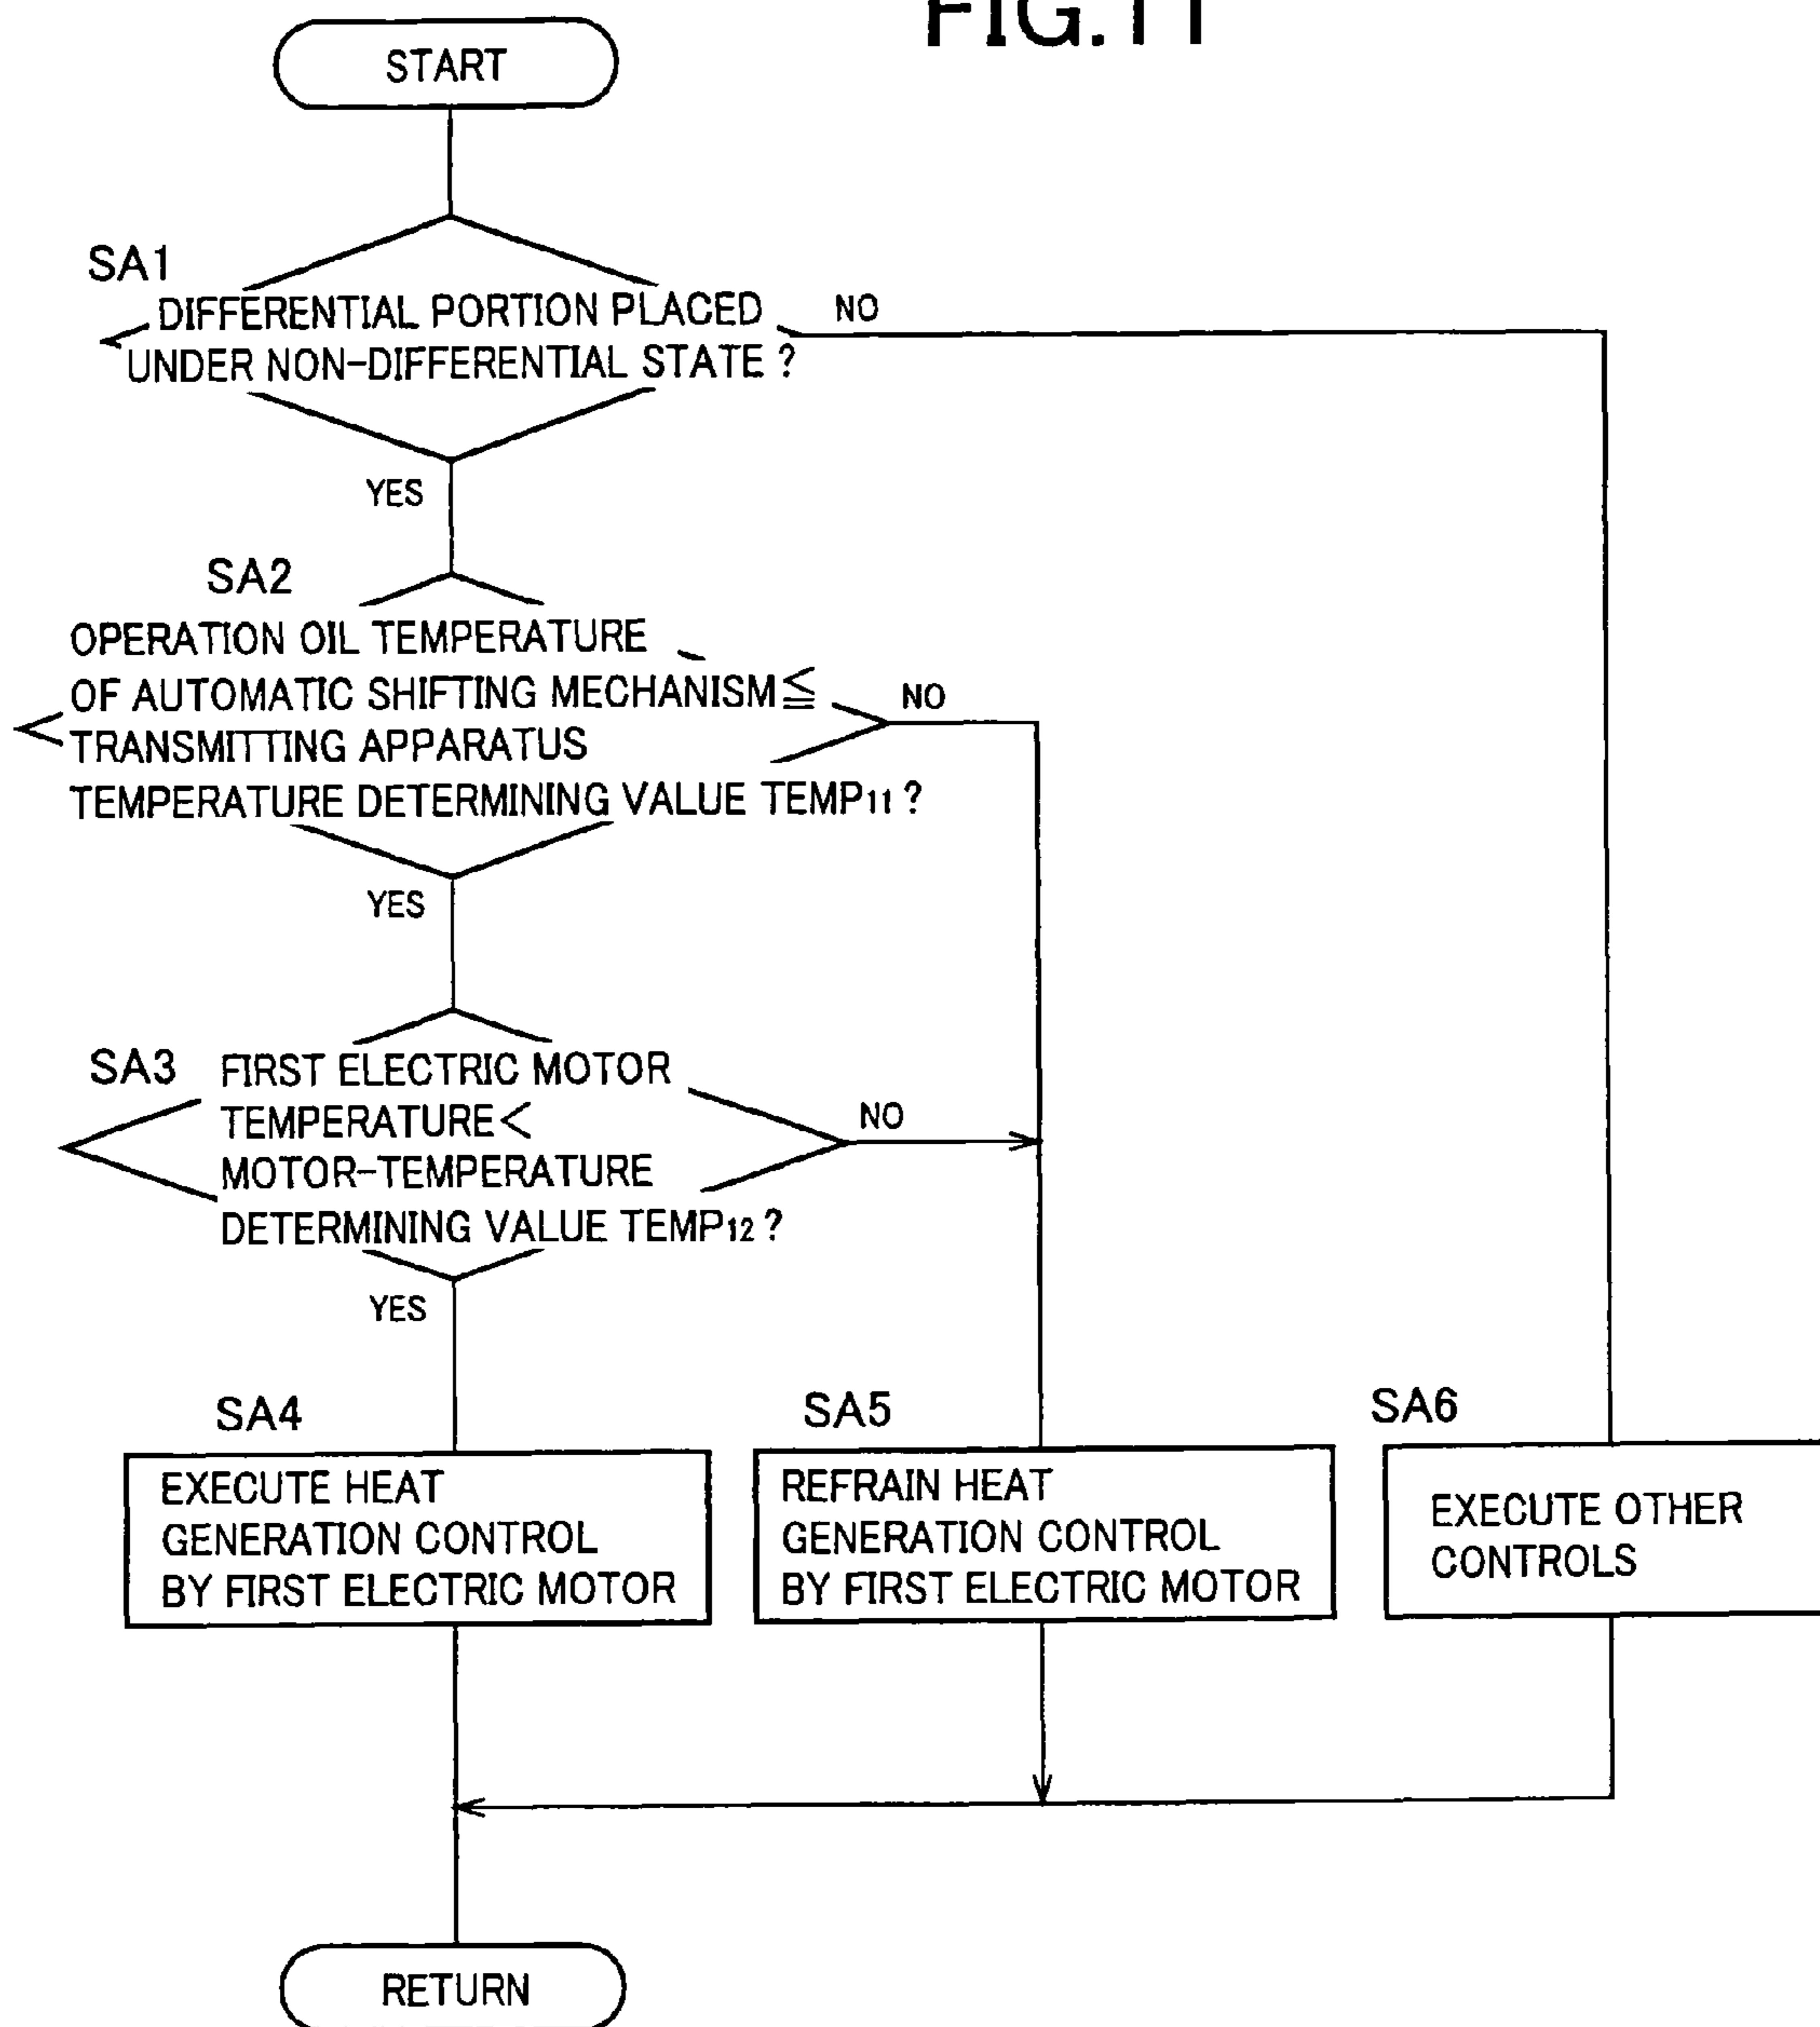 FIG.11
START
SA1
DIFFERENTIAL PORTION PLACED
UNDER NON-DIFFERENTIAL STATE ?
NO
YES
SA2
OPERATION OIL TEMPERATURE
OF AUTOMATIC SHIFTING MECHANISM≦
TRANSMITTING APPARATUS
TEMPERATURE DETERMINING VALUE TEMP₁₁ ?
NO
YES
SA3
FIRST ELECTRIC MOTOR
TEMPERATURE<
MOTOR-TEMPERATURE
DETERMINING VALUE TEMP₁₂ ?
NO
YES
SA4
EXECUTE HEAT
GENERATION CONTROL
BY FIRST ELECTRIC MOTOR
SA5
REFRAIN HEAT
GENERATION CONTROL
BY FIRST ELECTRIC MOTOR
SA6
EXECUTE OTHER
CONTROLS
RETURN